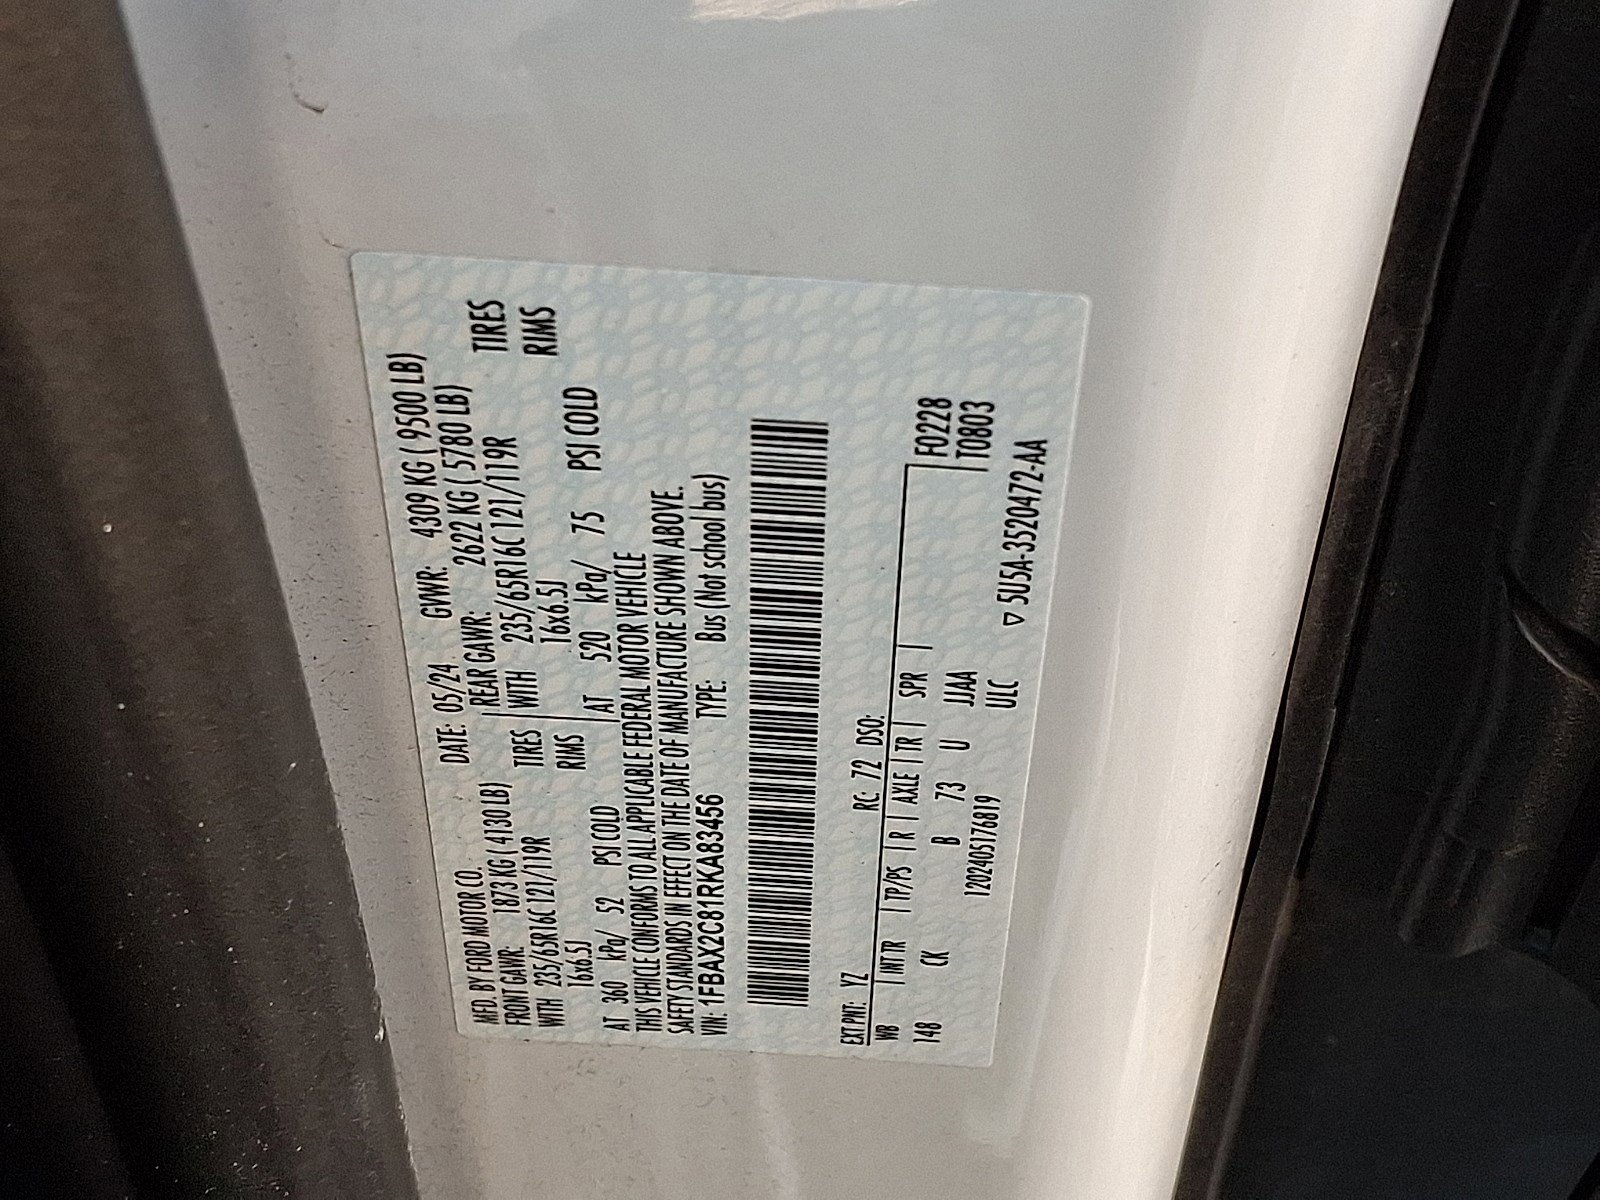 MFD. BY FORD MOTOR CO. DATE: 05/24 GVWR: 4309 KG ( 9500 LB)
FRONT GAWR: 1873 KG ( 4130 LB) REAR GAWR: 2622 KG ( 5780 LB)
WITH 235/65R16C 121/119R TIRES WITH 235/65R16C 121/119R TIRES
16x6.5J RIMS 16x6.5J RIMS
AT 360 kPa/ 52 PSI COLD AT 520 kPa/ 75 PSI COLD
THIS VEHICLE CONFORMS TO ALL APPLICABLE FEDERAL MOTOR VEHICLE
SAFETY STANDARDS IN EFFECT ON THE DATE OF MANUFACTURE SHOWN ABOVE.
VIN: 1FBAX2C81RKA83456 TYPE: Bus (Not school bus)
EXT PNT: YZ RC: 72 DSO:
WB INT TR TP/PS R AXLE TR SPR F0228
148 CK B 73 U JJAA T0803
1202405176819 ULC ▽ 5U5A-3520472-AA